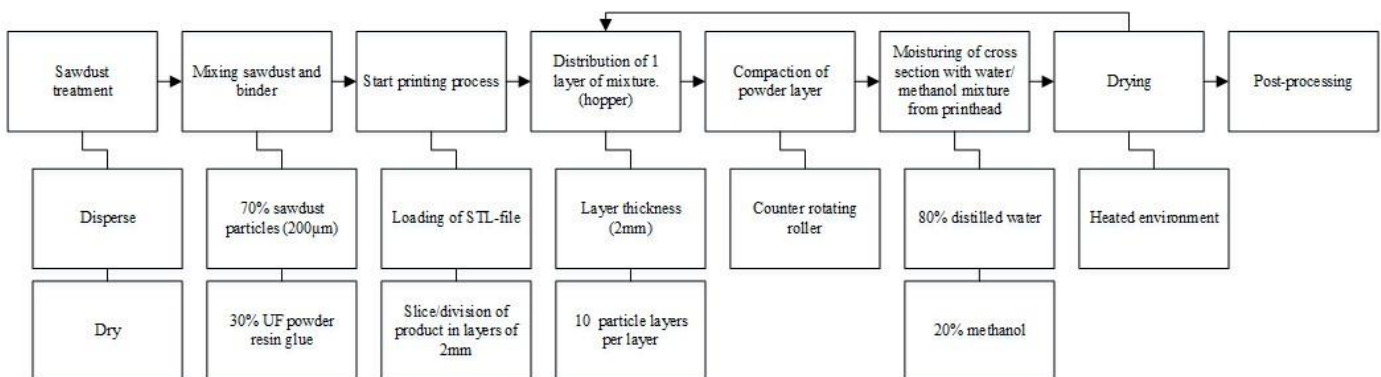 Sawdust
treatment
Mixing sawdust and
binder
Start printing process
Distribution of 1
layer of mixture.
(hopper)
Compaction of
powder layer
Moisturing of cross
section with water/
methanol mixture
from printhead
Drying
Post-processing
Disperse
70% sawdust
particles (200µm)
Loading of STL-file
Layer thickness
(2mm)
Counter rotating
roller
80% distilled water
Heated environment
Dry
30% UF powder
resin glue
Slice/division of
product in layers of
2mm
10 particle layers
per layer
20% methanol